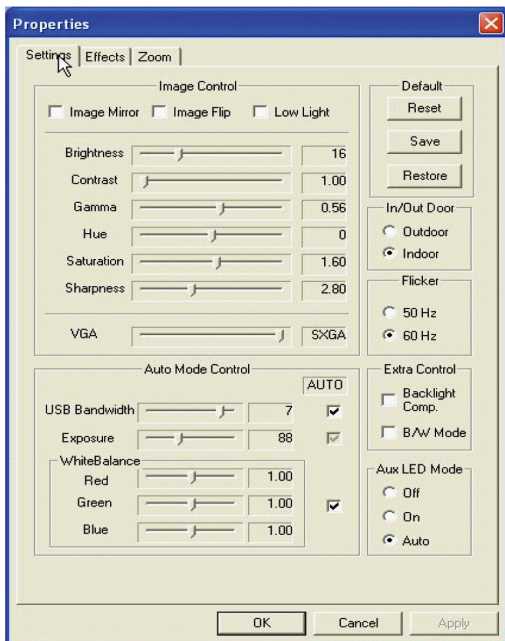 Properties
Settings Effects Zoom
Image Control
Image Mirror Image Flip Low Light
Brightness 16
Contrast 1.00
Gamma 0.56
Hue 0
Saturation 1.60
Sharpness 2.80
VGA SXGA
Default
Reset
Save
Restore
In/Out Door
Outdoor
Indoor
Flicker
50 Hz
60 Hz
Auto Mode Control
AUTO
USB Bandwidth 7
Exposure 88
WhiteBalance
Red 1.00
Green 1.00
Blue 1.00
Extra Control
Backlight
Comp.
B/W Mode
Aux LED Mode
Off
On
Auto
OK Cancel Apply